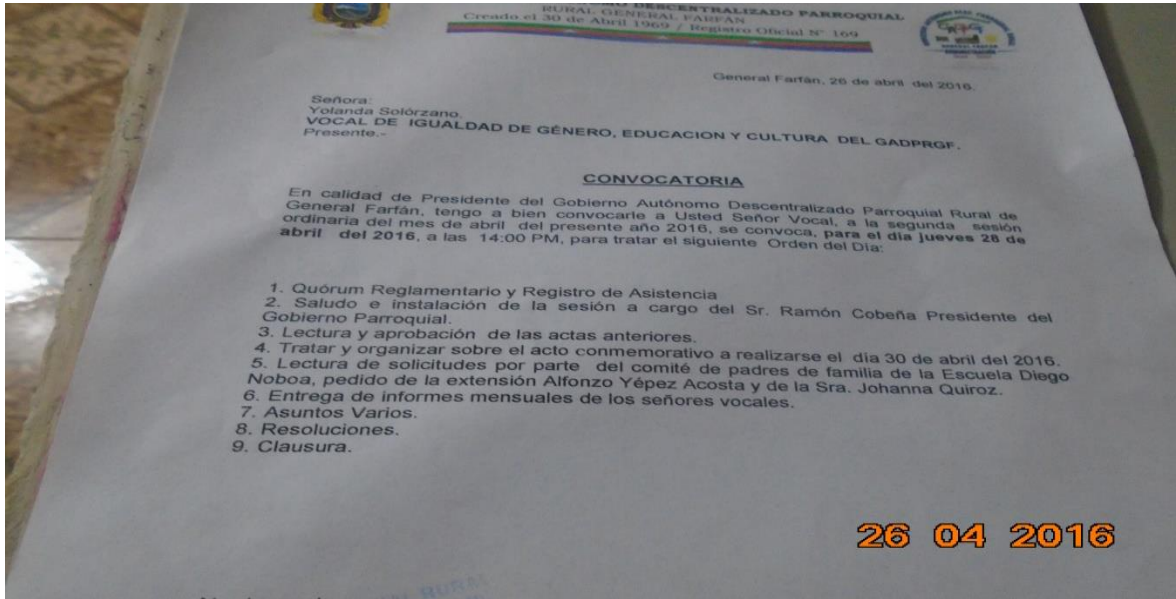 DESCENTRALIZADO PARROQUIAL
RURAL GENERAL FARFÁN
Creado el 30 de Abril 1969 / Registro Oficial N° 169
General Farfán, 26 de abril del 2016.
Señora:
Yolanda Solórzano.
VOCAL DE IGUALDAD DE GÉNERO, EDUCACION Y CULTURA DEL GADPRGF.
Presente.-
CONVOCATORIA
En calidad de Presidente del Gobierno Autónomo Descentralizado Parroquial Rural de
General Farfán, tengo a bien convocarle a Usted Señor Vocal, a la segunda sesión
ordinaria del mes de abril del presente año 2016, se convoca, para el día jueves 28 de
abril del 2016, a las 14:00 PM, para tratar el siguiente Orden del Día:
1. Quórum Reglamentario y Registro de Asistencia
2. Saludo e instalación de la sesión a cargo del Sr. Ramón Cobeña Presidente del
Gobierno Parroquial.
3. Lectura y aprobación de las actas anteriores.
4. Tratar y organizar sobre el acto conmemorativo a realizarse el día 30 de abril del 2016.
5. Lectura de solicitudes por parte del comité de padres de familia de la Escuela Diego
Noboa, pedido de la extensión Alfonzo Yépez Acosta y de la Sra. Johanna Quiroz.
6. Entrega de informes mensuales de los señores vocales.
7. Asuntos Varios.
8. Resoluciones.
9. Clausura.
26 04 2016
RURAL